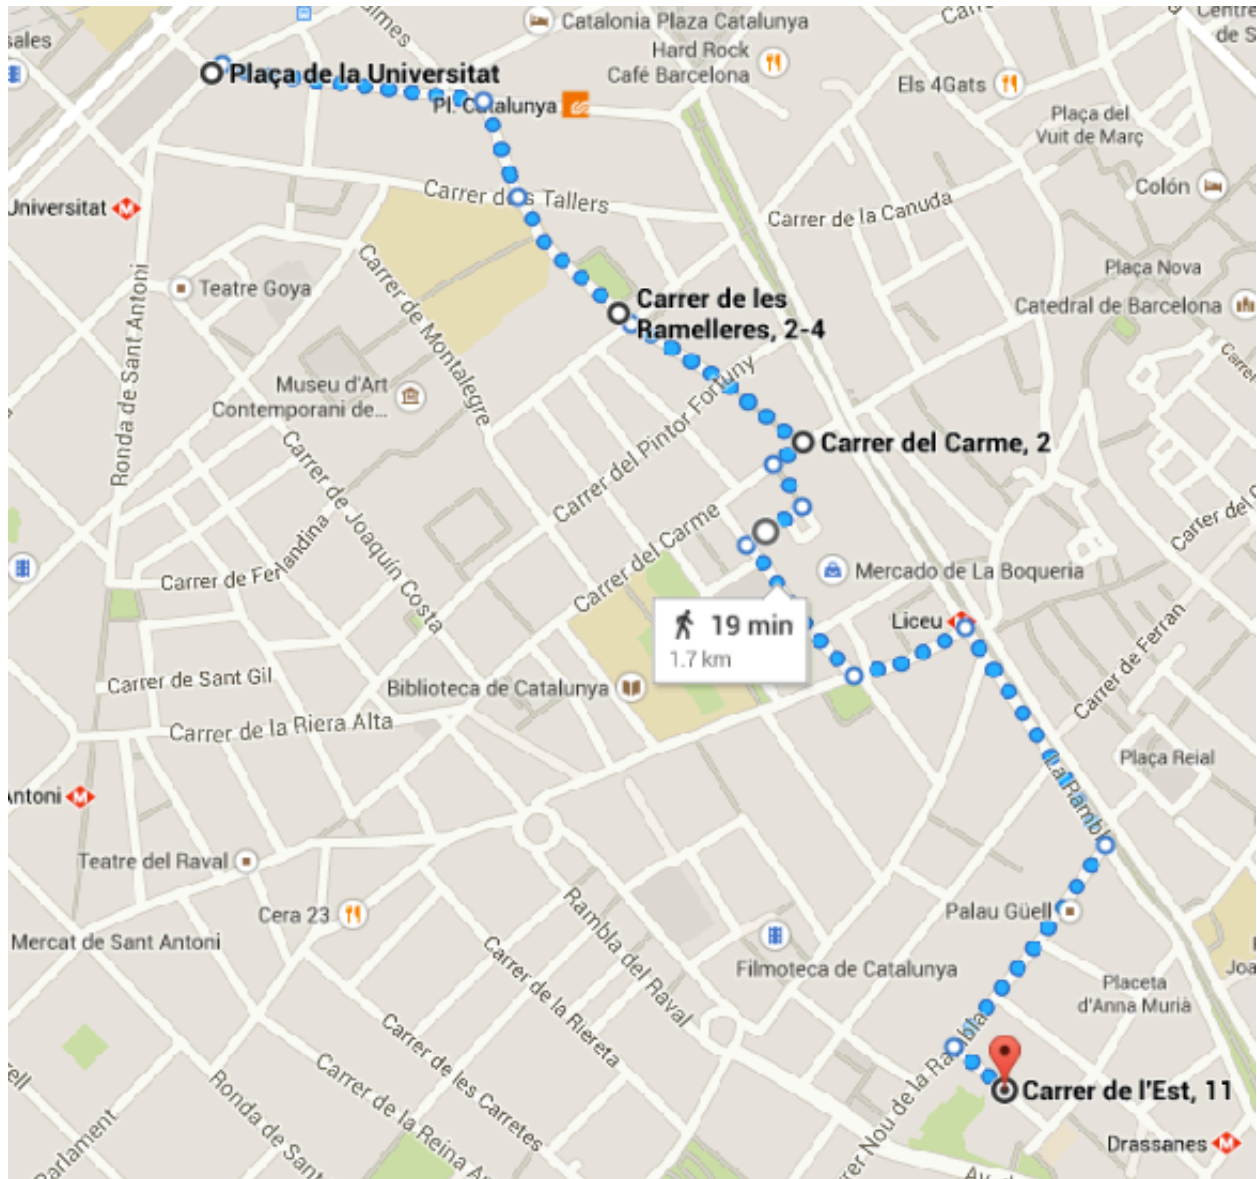 Catalonia Plaza Catalunya
Centre
de S
sales
almes
Hard Rock
Café Barcelona
Plaça de la Universitat
Els 4Gats
Pl. Catalunya
Plaça del
Vuit de Març
Carrer dels Tallers
Colón
Universitat
Carrer de la Canuda
Plaça Nova
Teatre Goya
Carrer de les
Ramelleres, 2-4
Catedral de Barcelona
Carrer de Montalegre
Ronda de Sant Antoni
Museu d'Art
Contemporani de...
Carrer del Pintor Fortuny
Carrer del Carme, 2
Carrer de Joaquín Costa
Carrer del Carme
Carrer de Ferlandina
Mercado de La Boqueria
19 min
1.7 km
Liceu
Carrer de Ferran
Carrer de Sant Gil
Biblioteca de Catalunya
Carrer de la Riera Alta
Plaça Reial
La Rambla
Antoni
Teatre del Raval
Cera 23
Palau Güell
Mercat de Sant Antoni
Rambla del Raval
Filmoteca de Catalunya
Carrer de la Riereta
Placeta
d'Anna Murià
Joa
Carrer de les Carretes
Carrer Nou de la Rambla
Carrer de l'Est, 11
Carrer de la Reina A
Ronda de Sant
Parlament
Drassanes
Av. d